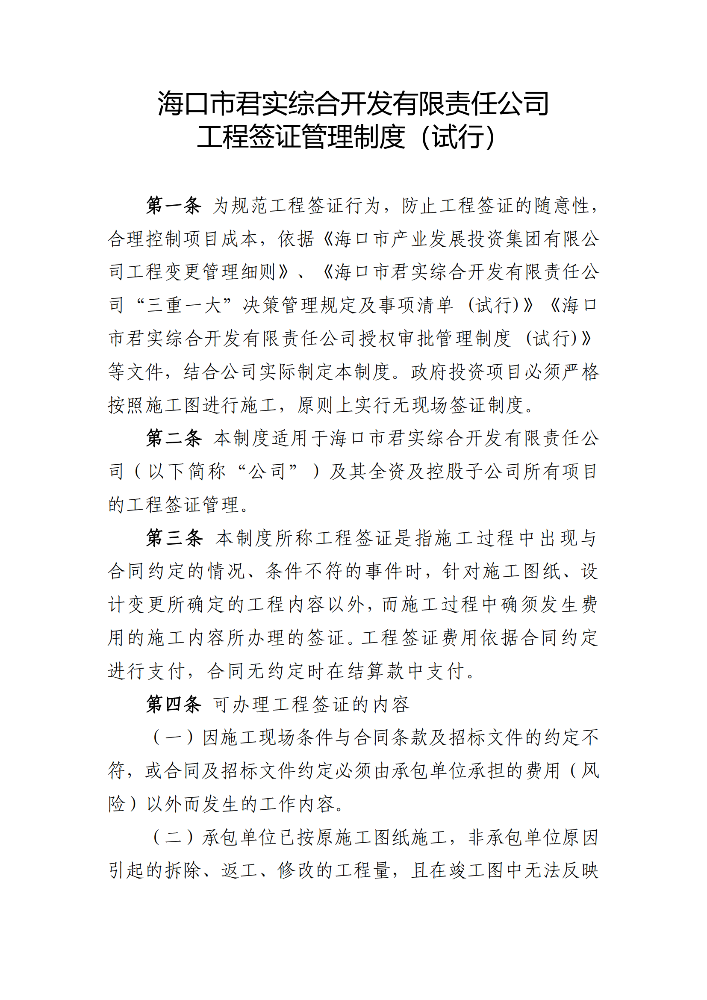 海口市君实综合开发有限责任公司
工程签证管理制度（试行）
第一条 为规范工程签证行为，防止工程签证的随意性，
合理控制项目成本，依据《海口市产业发展投资集团有限公
司工程变更管理细则》、《海口市君实综合开发有限责任公
司“三重一大”决策管理规定及事项清单（试行）》《海口
市君实综合开发有限责任公司授权审批管理制度（试行）》
等文件，结合公司实际制定本制度。政府投资项目必须严格
按照施工图进行施工，原则上实行无现场签证制度。
第二条 本制度适用于海口市君实综合开发有限责任公
司（以下简称“公司”）及其全资及控股子公司所有项目
的工程签证管理。
第三条 本制度所称工程签证是指施工过程中出现与
合同约定的情况、条件不符的事件时，针对施工图纸、设
计变更所确定的工程内容以外，而施工过程中确须发生费
用的施工内容所办理的签证。工程签证费用依据合同约定
进行支付，合同无约定时在结算款中支付。
第四条 可办理工程签证的内容
（一）因施工现场条件与合同条款及招标文件的约定不
符，或合同及招标文件约定必须由承包单位承担的费用（风
险）以外而发生的工作内容。
（二）承包单位已按原施工图纸施工，非承包单位原因
引起的拆除、返工、修改的工程量，且在竣工图中无法反映